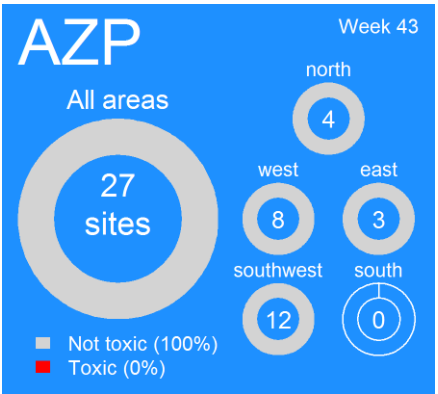 AZP
Week 43
All areas
27
sites
north
4
west
8
east
3
southwest
12
south
0
Not toxic (100%)
Toxic (0%)